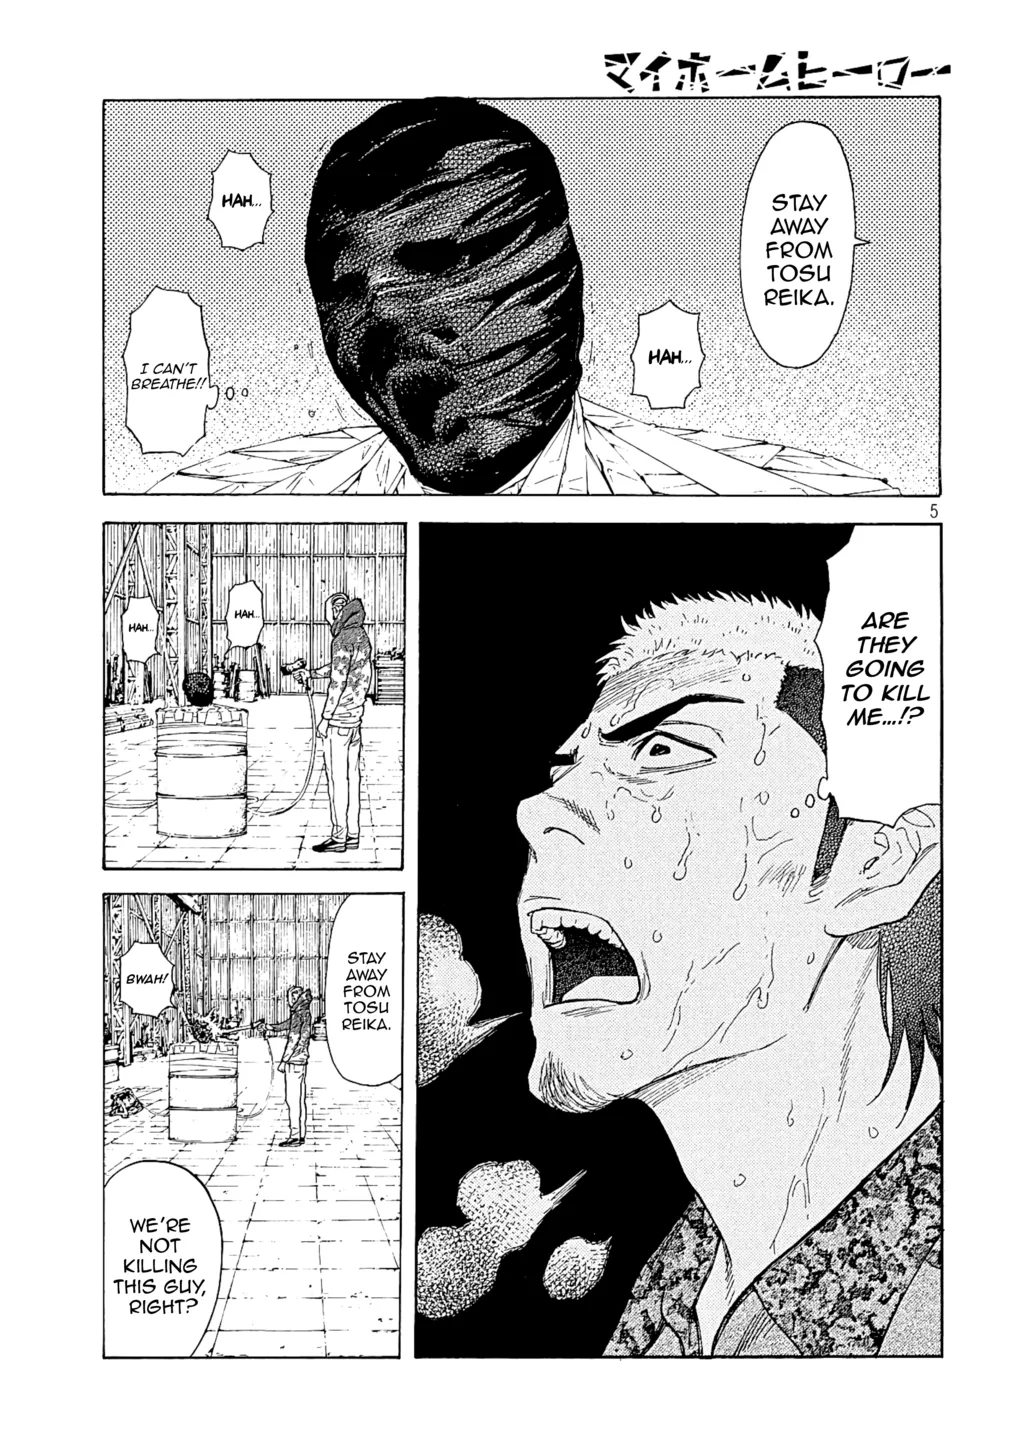 マイホームヒーロー
STAY
AWAY
FROM
TOSU
REIKA.
HAH...
HAH...
I CAN'T
BREATHE!!
5
ARE
THEY
GOING
TO KILL
ME...!?
HAH...
HAH...
STAY
AWAY
FROM
TOSU
REIKA.
BWAH!
WE'RE
NOT
KILLING
THIS GUY,
RIGHT?